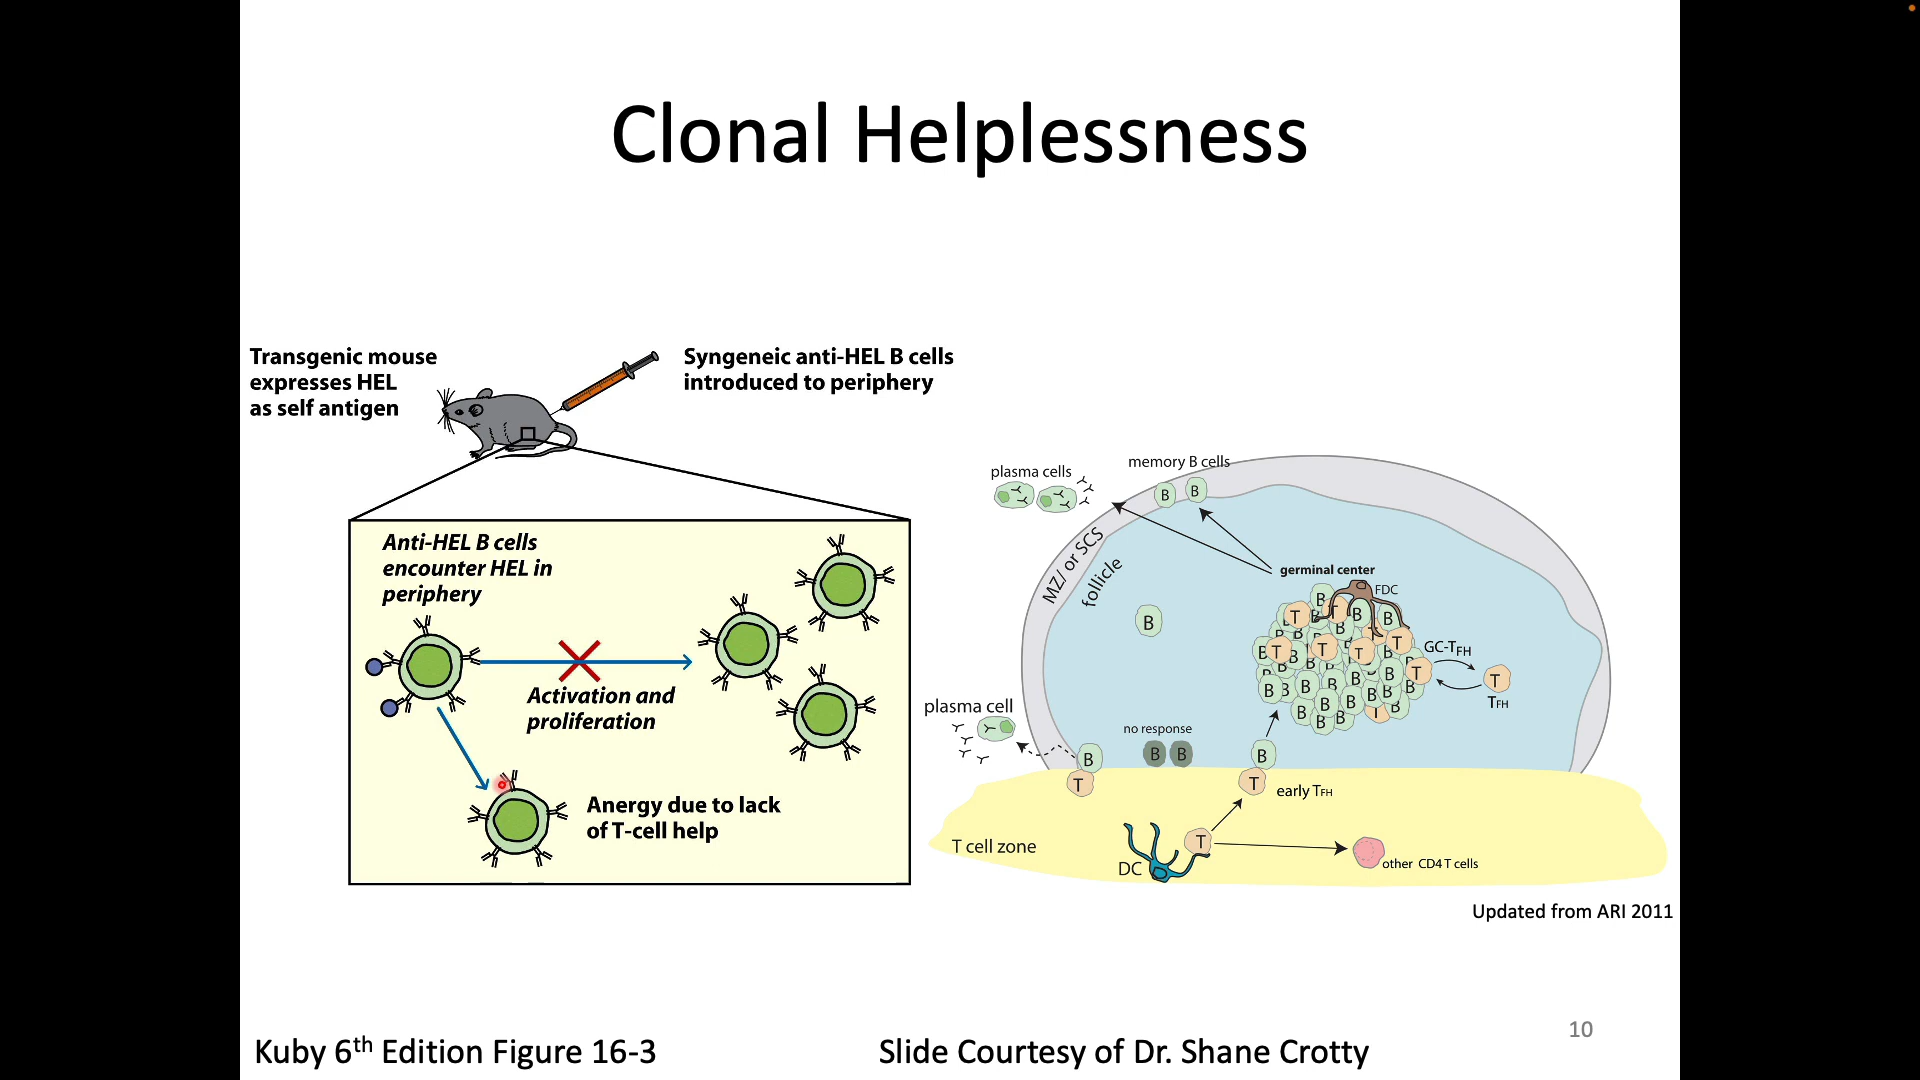 Clonal Helplessness
Transgenic mouse
expresses HEL
as self antigen
Syngeneic anti-HEL B cells
introduced to periphery
Anti-HEL B cells
encounter HEL in
periphery
Activation and
proliferation
Anergy due to lack
of T-cell help
plasma cells
memory B cells
B
B
MZ/ or SCS
follicle
germinal center
FDC
B
T
B
T
B
B
B
B
T
B
T
B
T
T
B
GC-TFH
T
T
TFH
B
B
B
B
B
B
B
B
B
B
B
B
plasma cell
no response
B
B
B
T
B
T
early TFH
T cell zone
DC
T
other CD4 T cells
Updated from ARI 2011
10
Kuby 6th Edition Figure 16-3
Slide Courtesy of Dr. Shane Crotty